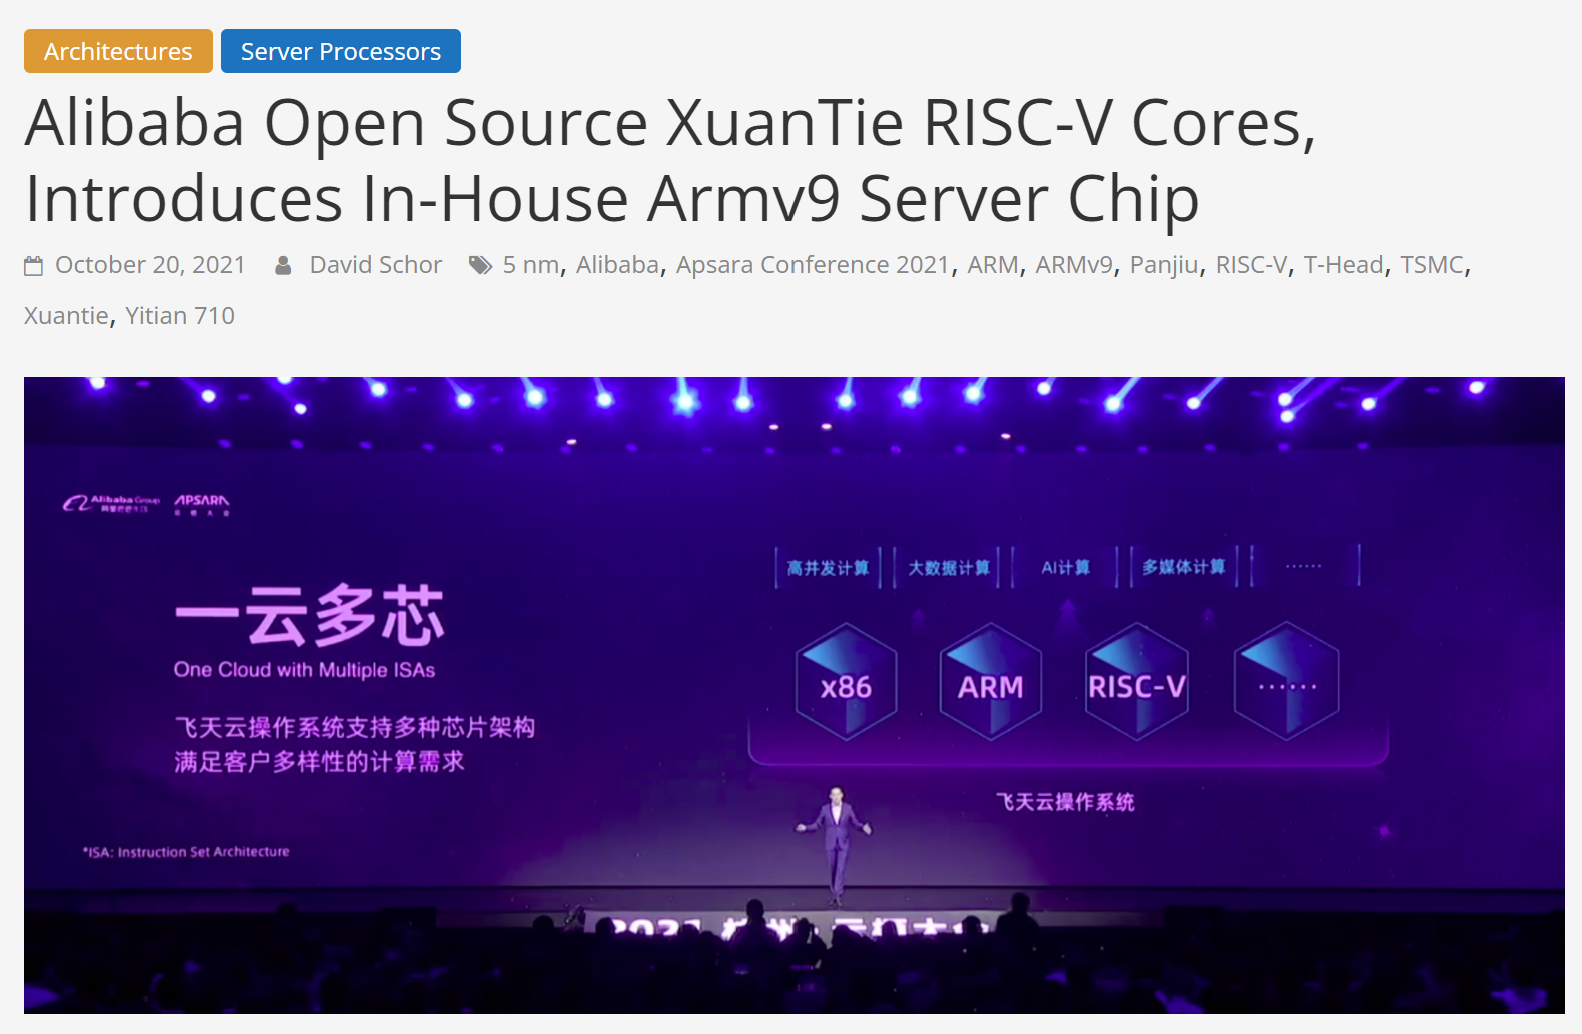 Architectures
Server Processors
Alibaba Open Source XuanTie RISC-V Cores,
Introduces In-House Armv9 Server Chip
October 20, 2021 David Schor 5 nm, Alibaba, Apsara Conference 2021, ARM, ARMv9, Panjiu, RISC-V, T-Head, TSMC,
Xuantie, Yitian 710
Alibaba Group
APSARA
一云多芯
One Cloud with Multiple ISAs
飞天云操作系统支持多种芯片架构
满足客户多样性的计算需求
*ISA: Instruction Set Architecture
高并发计算
大数据计算
AI计算
多媒体计算
······
x86
ARM
RISC-V
······
飞天云操作系统
2021